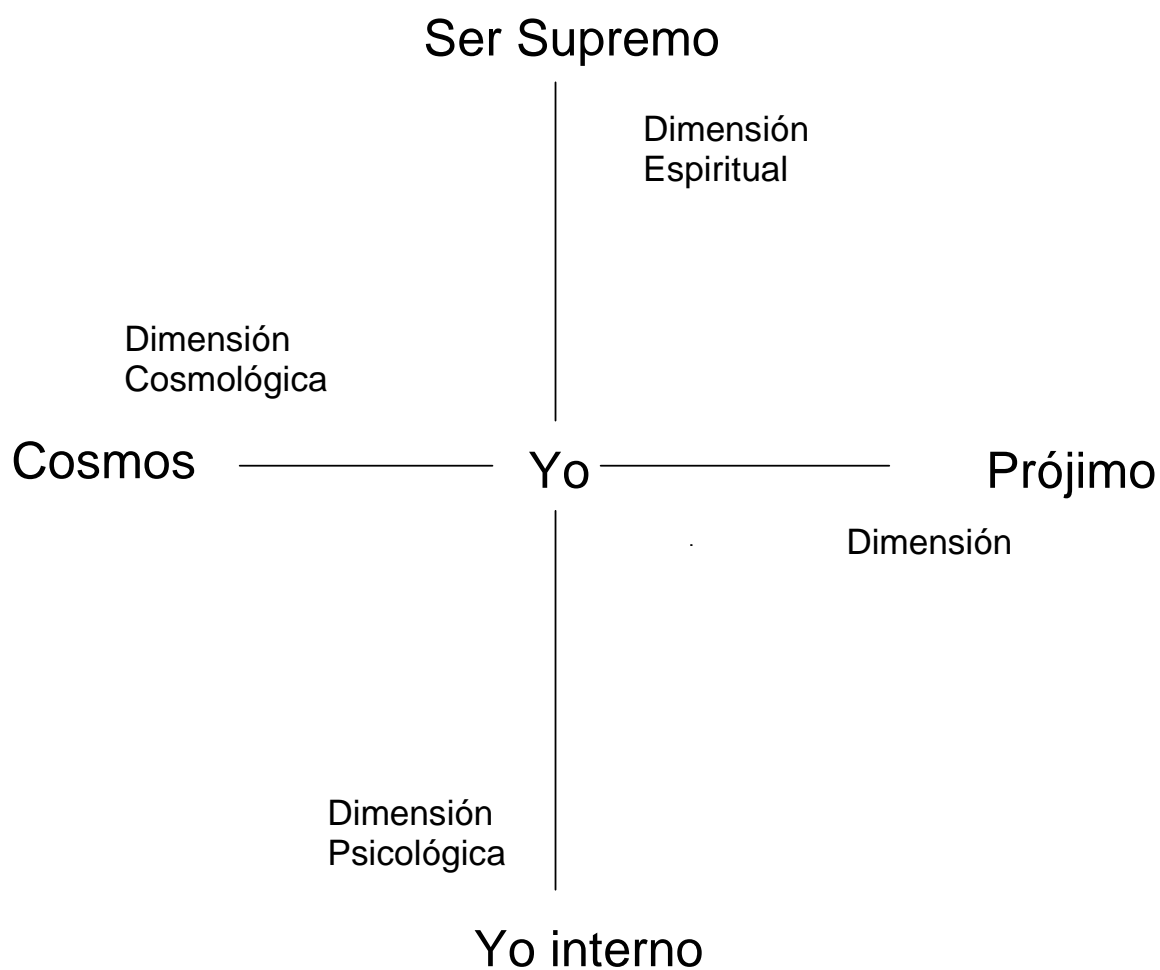 Ser Supremo
Dimensión
Espiritual
Dimensión
Cosmológica
Cosmos
Yo
Prójimo
Dimensión
Dimensión
Psicológica
Yo interno